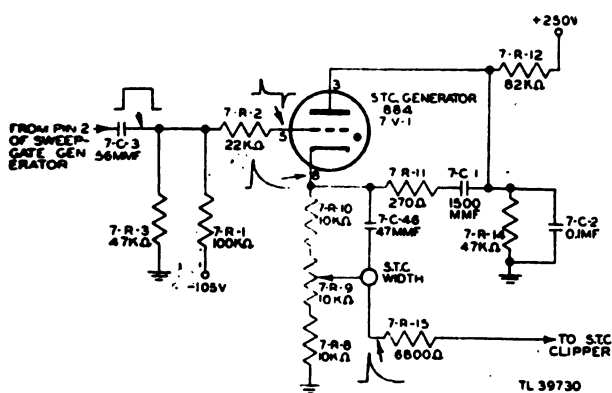 +250V
7-R-12
82KΩ
3
S.T.C. GENERATOR
884
7 V-1
7-R-2
5
22KΩ
8
FROM PIN 2
OF SWEEP-
GATE GEN
ERATOR
7-C-3
56MMF
7-R-3
47KΩ
7-R-1
100KΩ
-105V
7-R-10
10KΩ
7-R-11
270Ω
7-C-1
1500
MMF
7-C-46
47MMF
7-R-14
47KΩ
7-C-2
0.1MF
S.T.C.
WIDTH
7-R-9
10KΩ
7-R-8
10KΩ
7-R-15
6800Ω
TO S.T.C
CLIPPER
TL 39730